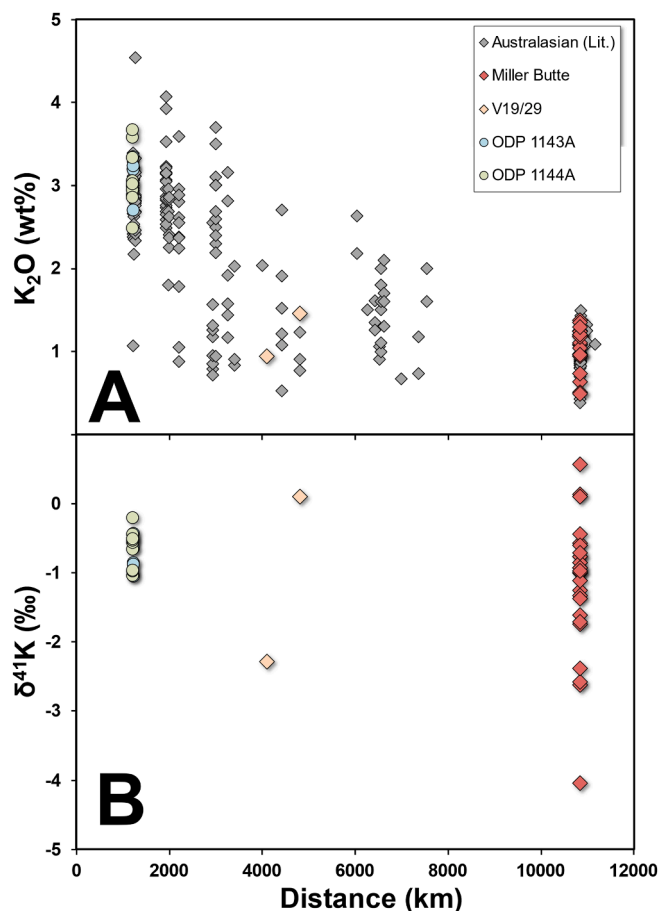 5
4
3
2
1
K₂O (wt%)
Australasian (Lit.)
Miller Butte
V19/29
ODP 1143A
ODP 1144A
A
0
-1
-2
-3
-4
-5
δ⁴¹K (‰)
B
0
2000
4000
6000
8000
10000
12000
Distance (km)